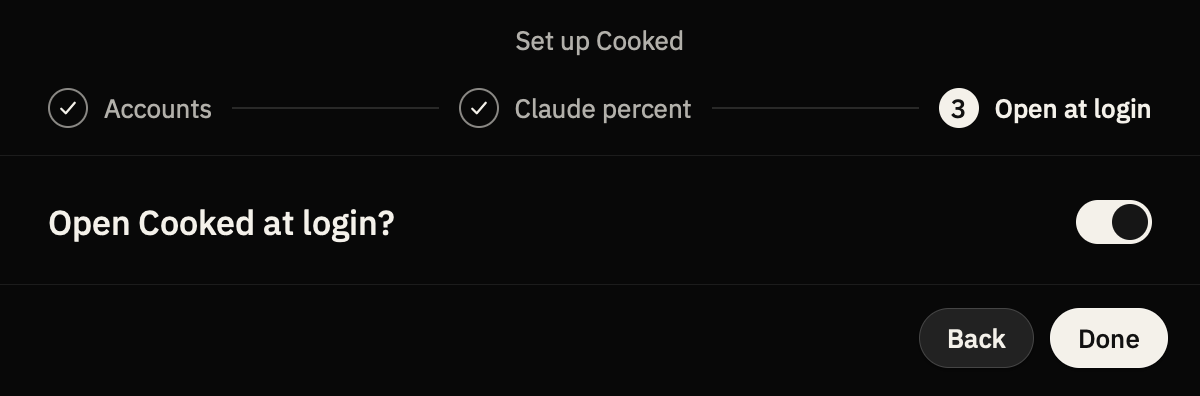 Set up Cooked
Accounts
Claude percent
3 Open at login
Open Cooked at login?
Back
Done